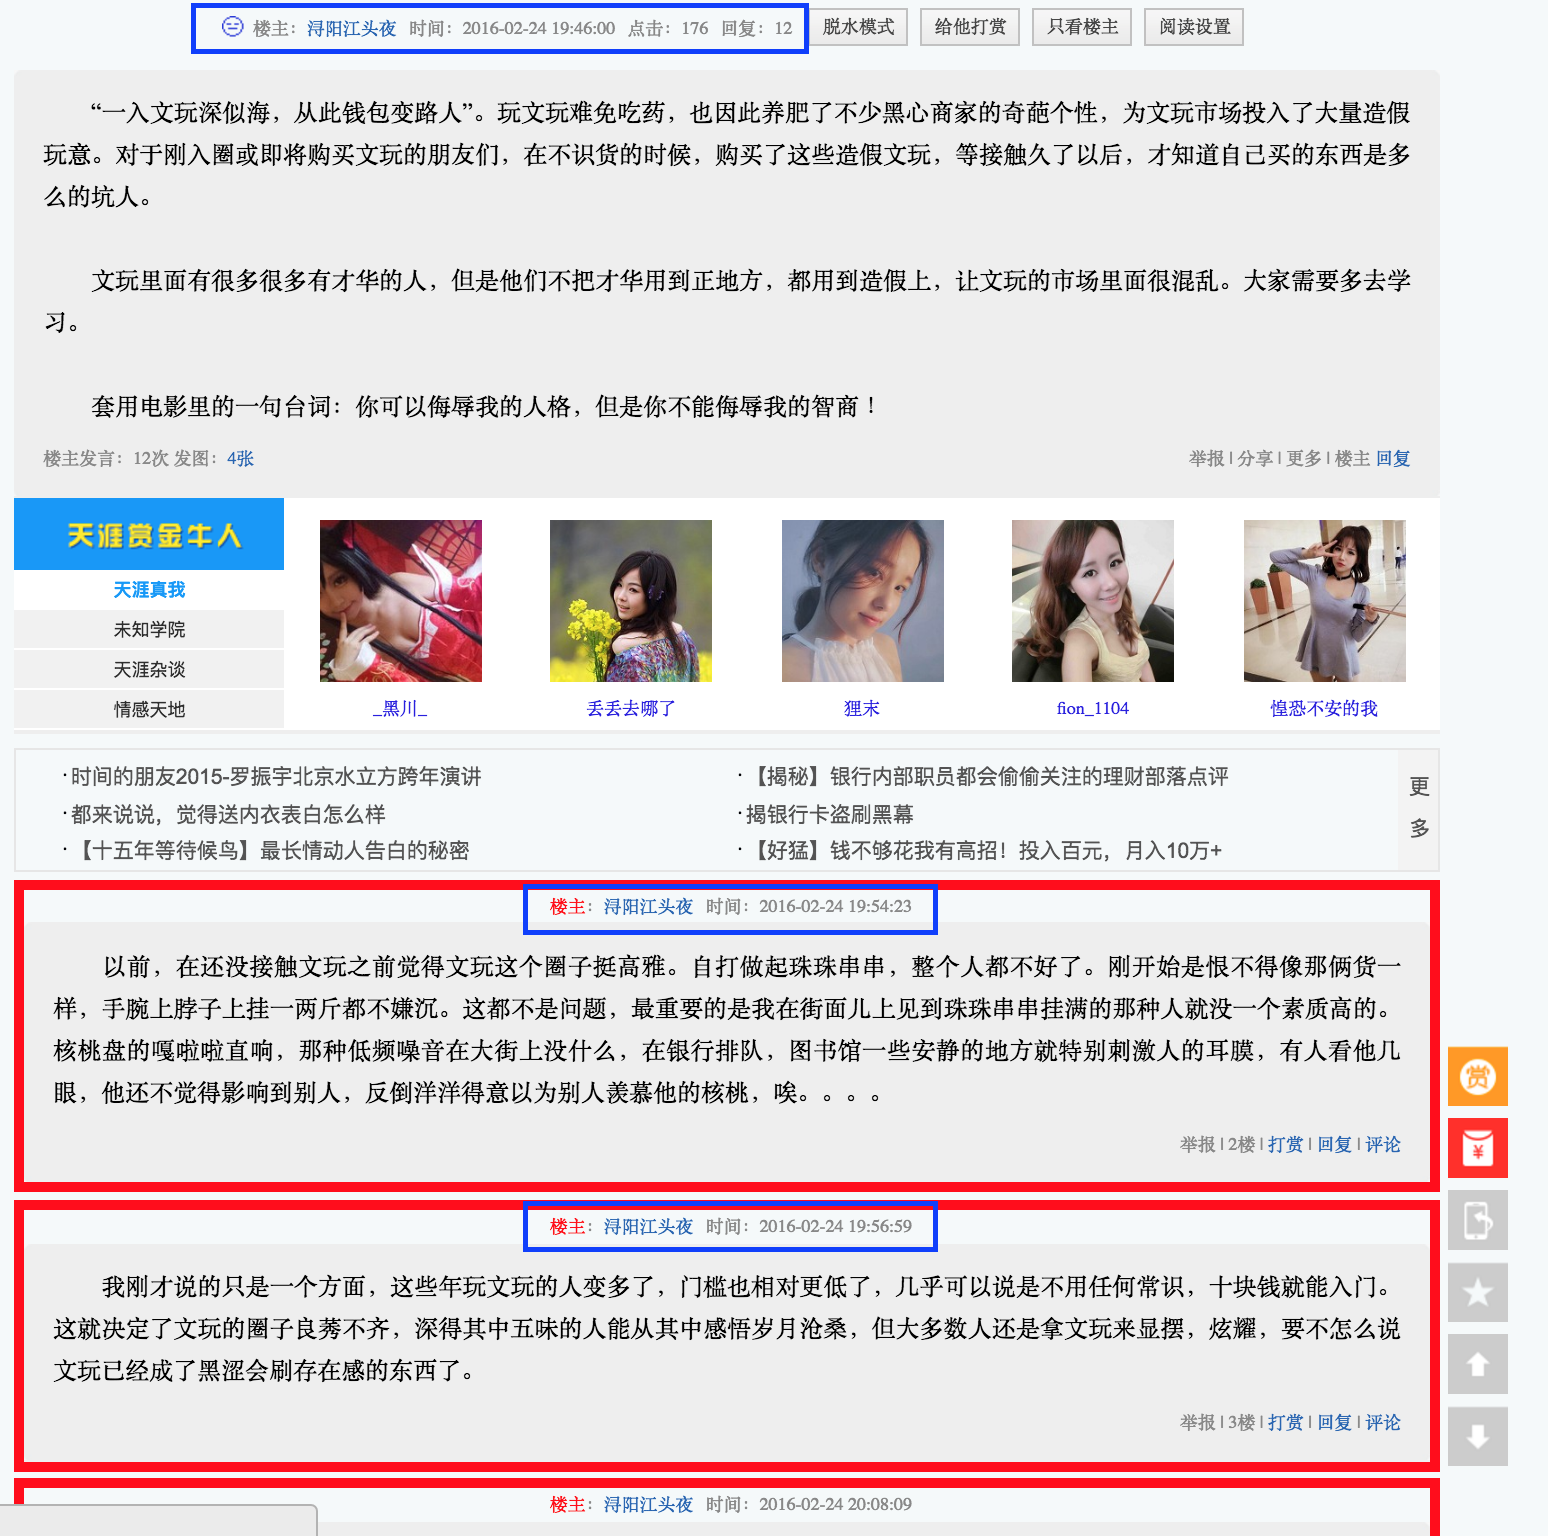 楼主：浔阳江头夜 时间：2016-02-24 19:46:00 点击：176 回复：12 脱水模式 给他打赏 只看楼主 阅读设置
“一入文玩深似海，从此钱包变路人”。玩文玩难免吃药，也因此养肥了不少黑心商家的奇葩个性，为文玩市场投入了大量造假
玩意。对于刚入圈或即将购买文玩的朋友们，在不识货的时候，购买了这些造假文玩，等接触久了以后，才知道自己买的东西是多
么的坑人。
文玩里面有很多很多有才华的人，但是他们不把才华用到正地方，都用到造假上，让文玩的市场里面很混乱。大家需要多去学
习。
套用电影里的一句台词：你可以侮辱我的人格，但是你不能侮辱我的智商！
楼主发言：12次 发图：4张 举报 | 分享 | 更多 | 楼主 回复
天涯赏金牛人
天涯真我
未知学院
天涯杂谈
情感天地
_黑川_ 丢丢去哪了 狸末 fion_1104 惶恐不安的我
·时间的朋友2015-罗振宇北京水立方跨年演讲 ·【揭秘】银行内部职员都会偷偷关注的理财部落点评
·都来说说，觉得送内衣表白怎么样 ·揭银行卡盗刷黑幕
·【十五年等待候鸟】最长情动人告白的秘密 ·【好猛】钱不够花我有高招！投入百元，月入10万+
更
多
楼主：浔阳江头夜 时间：2016-02-24 19:54:23
以前，在还没接触文玩之前觉得文玩这个圈子挺高雅。自打做起珠珠串串，整个人都不好了。刚开始是恨不得像那俩货一
样，手腕上脖子上挂一两斤都不嫌沉。这都不是问题，最重要的是我在街面儿上见到珠珠串串挂满的那种人就没一个素质高的。
核桃盘的嘎啦啦直响，那种低频噪音在大街上没什么，在银行排队，图书馆一些安静的地方就特别刺激人的耳膜，有人看他几
眼，他还不觉得影响到别人，反倒洋洋得意以为别人羡慕他的核桃，唉。。。。
举报 | 2楼 | 打赏 | 回复 | 评论
赏
¥
楼主：浔阳江头夜 时间：2016-02-24 19:56:59
我刚才说的只是一个方面，这些年玩文玩的人变多了，门槛也相对更低了，几乎可以说是不用任何常识，十块钱就能入门。
这就决定了文玩的圈子良莠不齐，深得其中五味的人能从其中感悟岁月沧桑，但大多数人还是拿文玩来显摆，炫耀，要不怎么说
文玩已经成了黑涩会刷存在感的东西了。
举报 | 3楼 | 打赏 | 回复 | 评论
楼主：浔阳江头夜 时间：2016-02-24 20:08:09